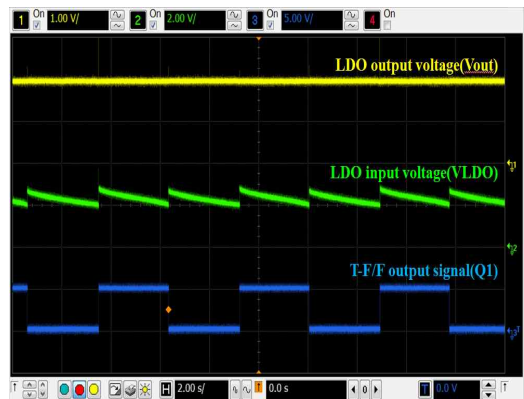 1 On 1.00 V/ 2 On 2.00 V/ 3 On 5.00 V/ 4 On
LDO output voltage(Vout)
LDO input voltage(VLDO)
T-F/F output signal(Q1)
H 2.00 s/ 0.0 s 0 T 0.0 V